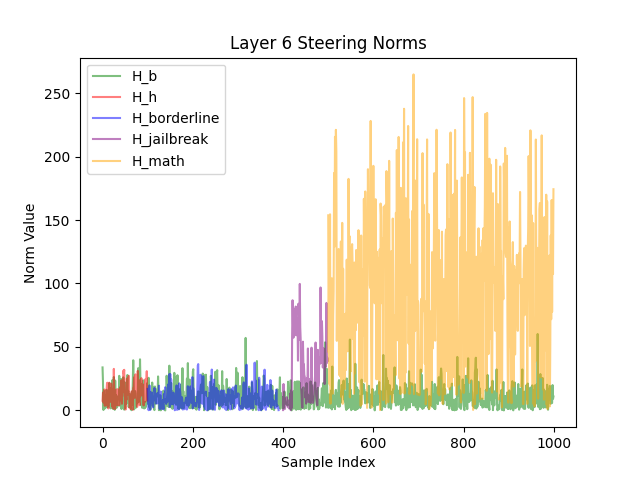 Layer 6 Steering Norms
H_b
H_h
H_borderline
H_jailbreak
H_math
Norm Value
250
200
150
100
50
0
0 200 400 600 800 1000
Sample Index